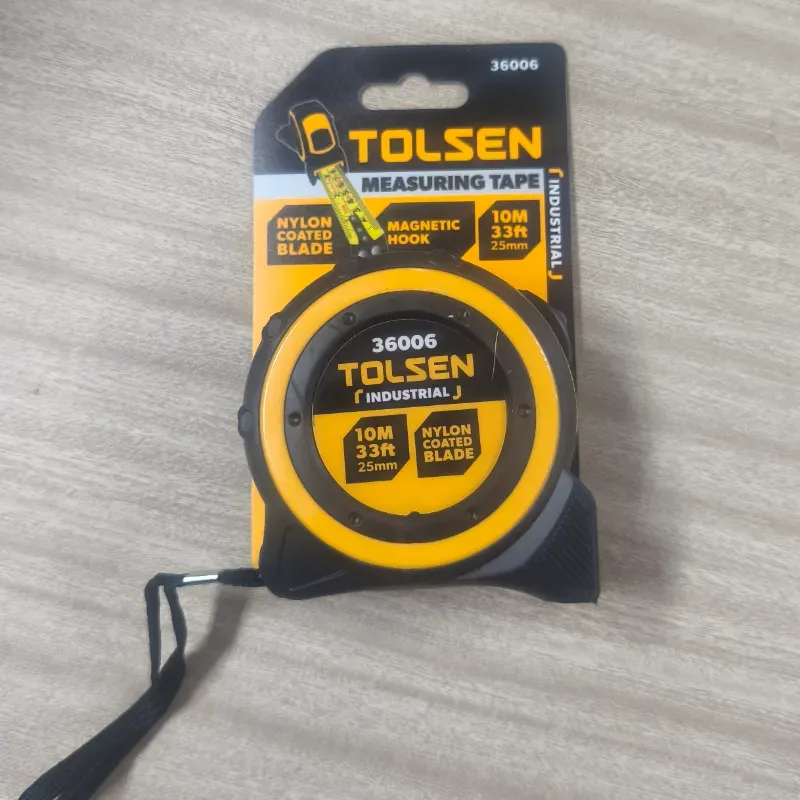 36006
TOLSEN
MEASURING TAPE
INDUSTRIAL
NYLON
COATED
BLADE
MAGNETIC
HOOK
10M
33ft
25mm
36006
TOLSEN
INDUSTRIAL
10M
33ft
25mm
NYLON
COATED
BLADE